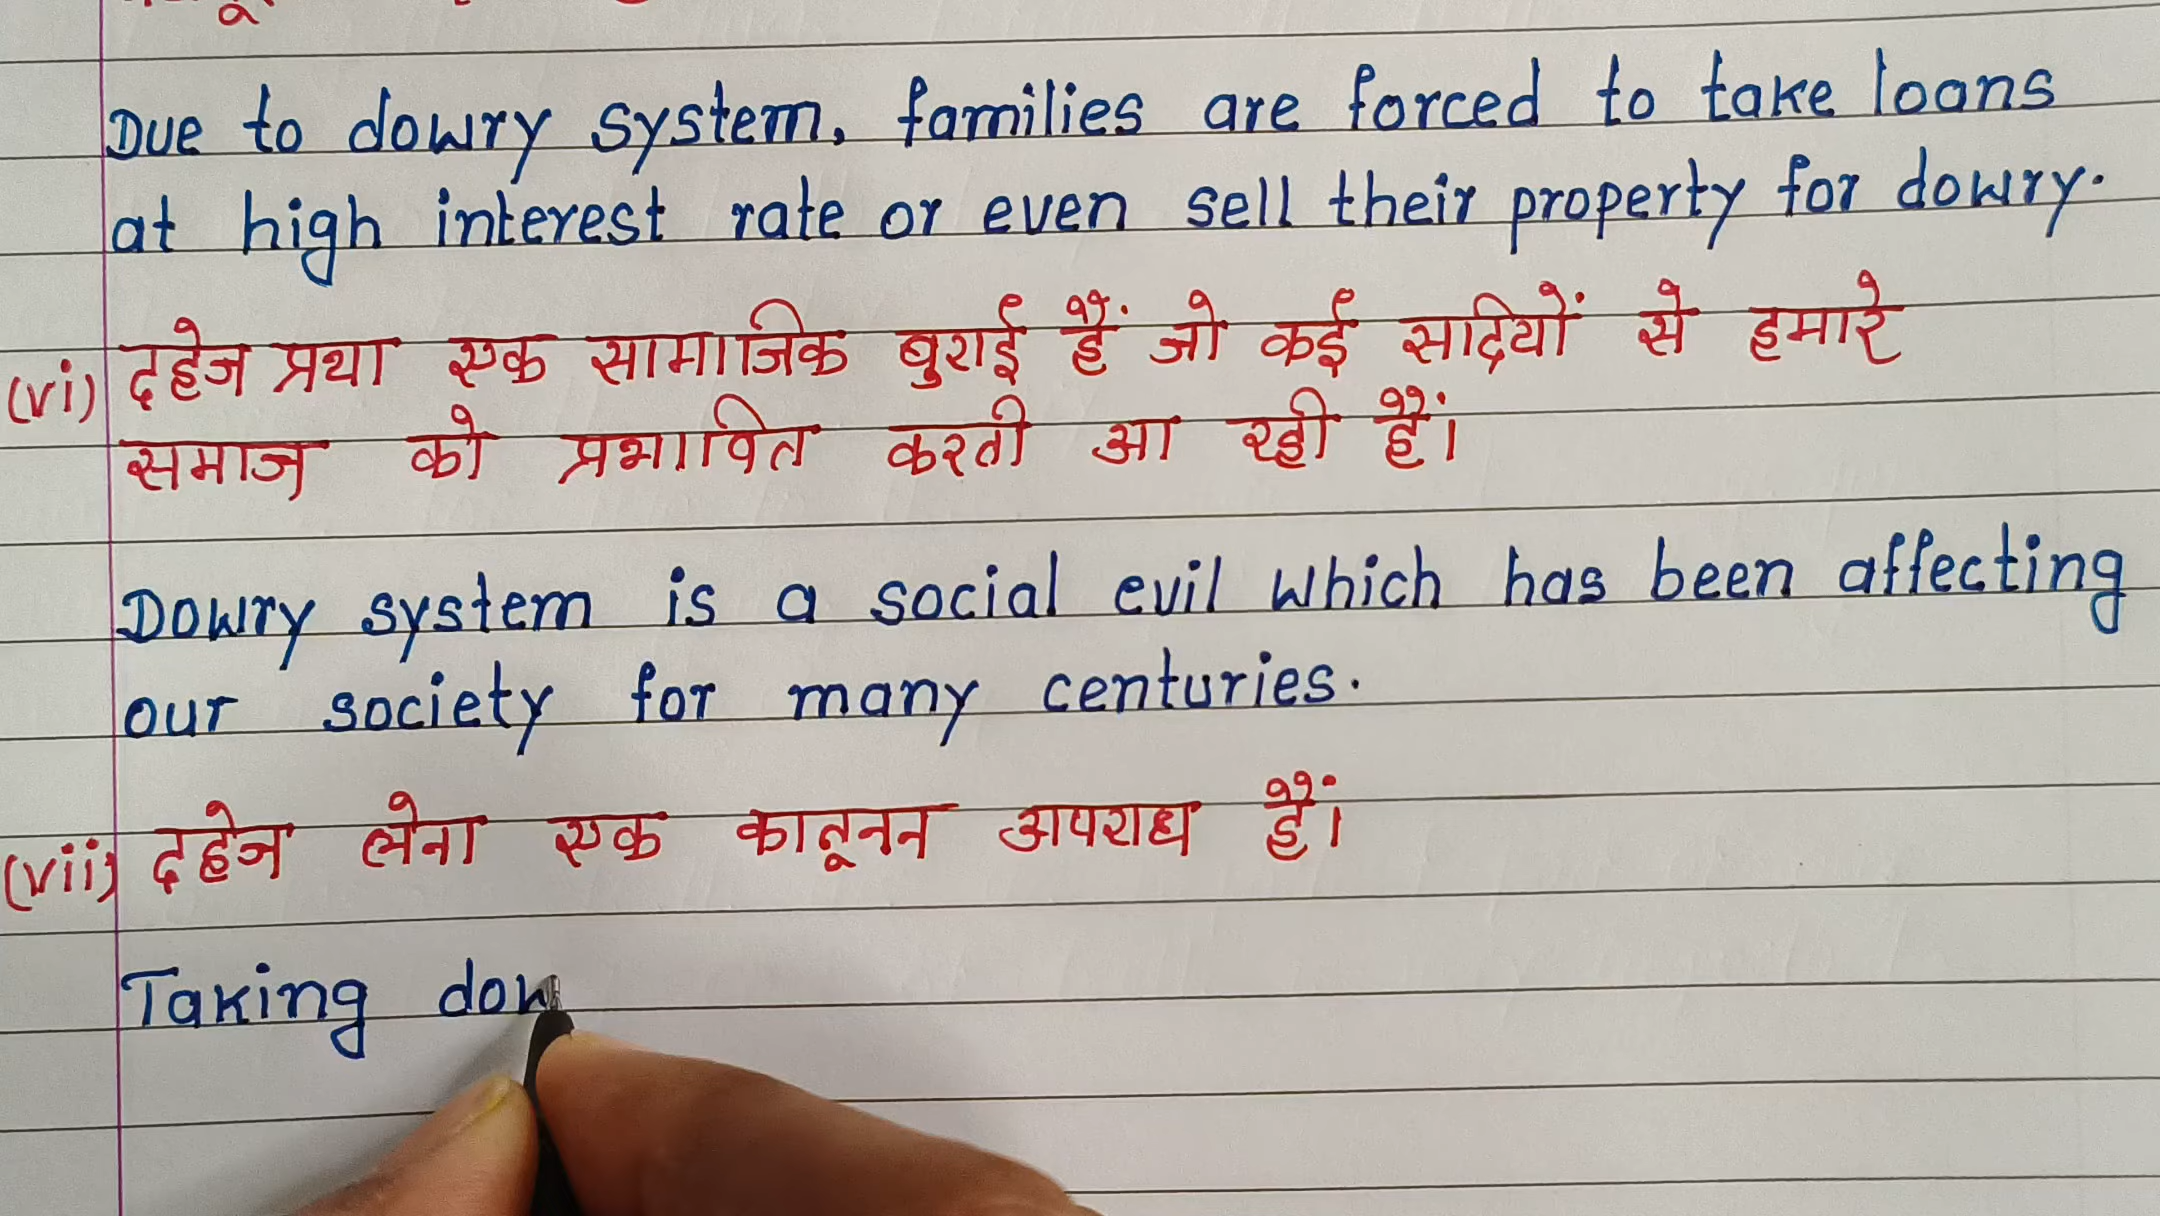 Due to dowry system, families are forced to take loans
at high interest rate or even sell their property for dowry.
(vi) दहेज प्रथा एक सामाजिक बुराई हैं जो कई सदियों से हमारे
समाज को प्रभावित करती आ रही हैं।
Dowry system is a social evil which has been affecting
our society for many centuries.
(vii) दहेज लेना एक कानूनन अपराध हैं।
Taking dow